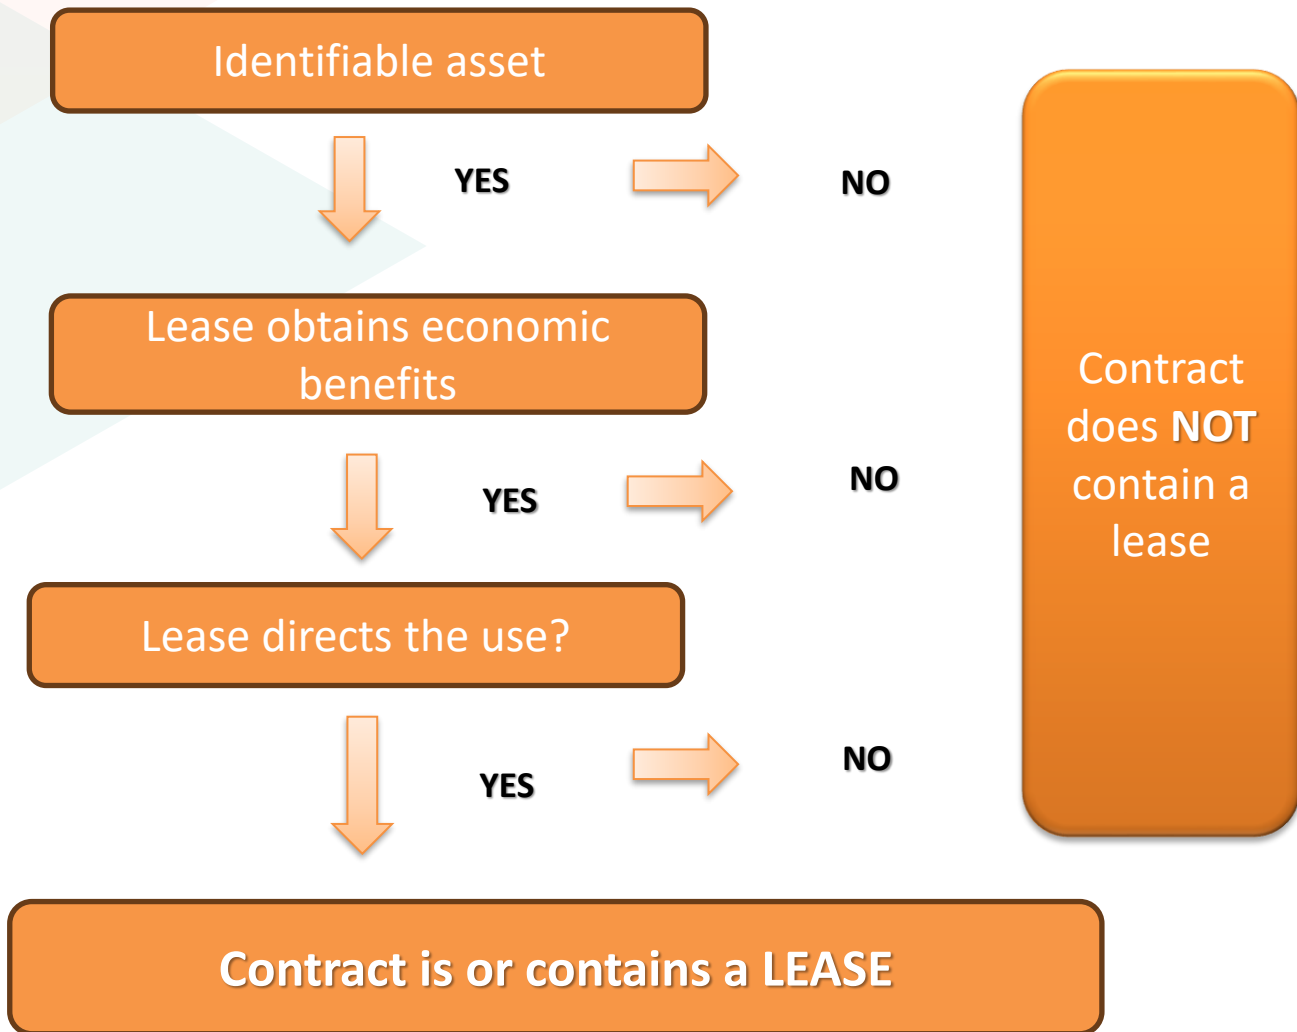 Identifiable asset
YES
NO
Lease obtains economic
benefits
YES
NO
Lease directs the use?
YES
NO
Contract is or contains a LEASE
Contract
does NOT
contain a
lease